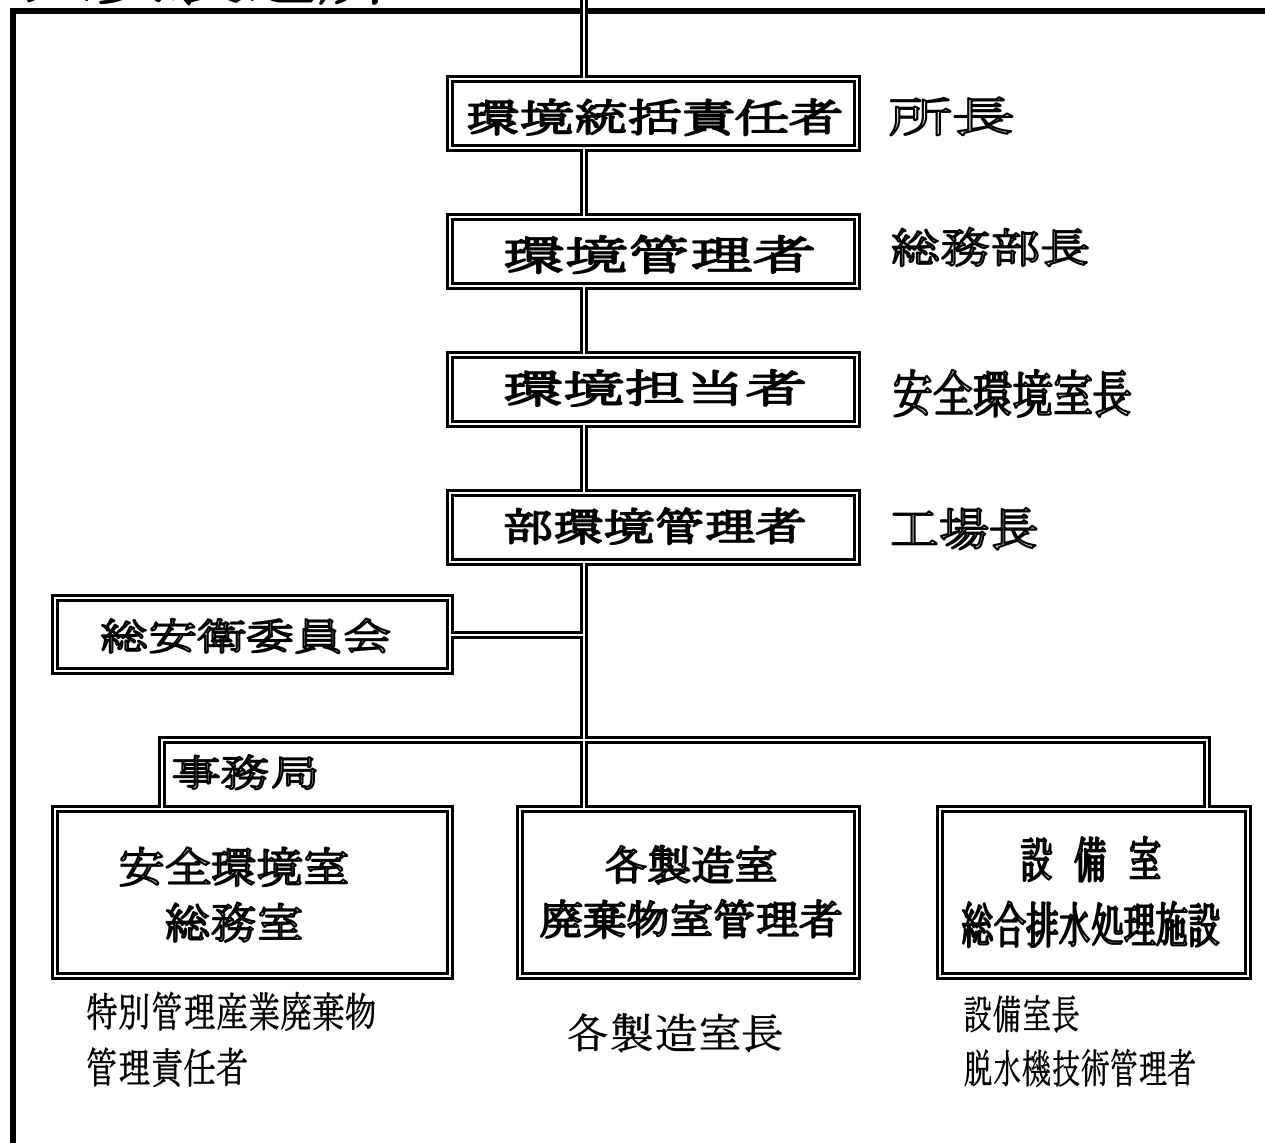 環境統括責任者
所長
環境管理者
総務部長
環境担当者
安全環境室長
部環境管理者
工場長
総安衛委員会
事務局
安全環境室
総務室
各製造室
廃棄物室管理者
設備室
総合排水処理施設
特別管理産業廃棄物
管理責任者
各製造室長
設備室長
脱水機技術管理者